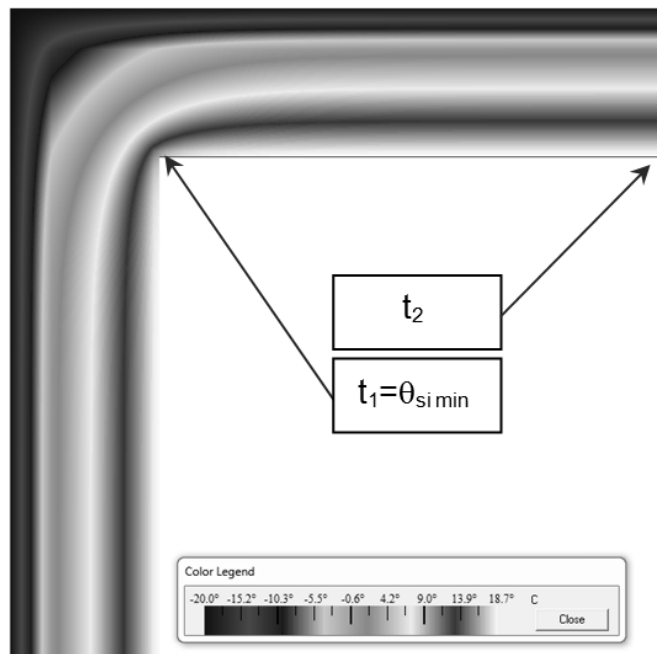 t₂
t₁=θsi min
Color Legend
-20.0° -15.2° -10.3° -5.5° -0.6° 4.2° 9.0° 13.9° 18.7° C
Close